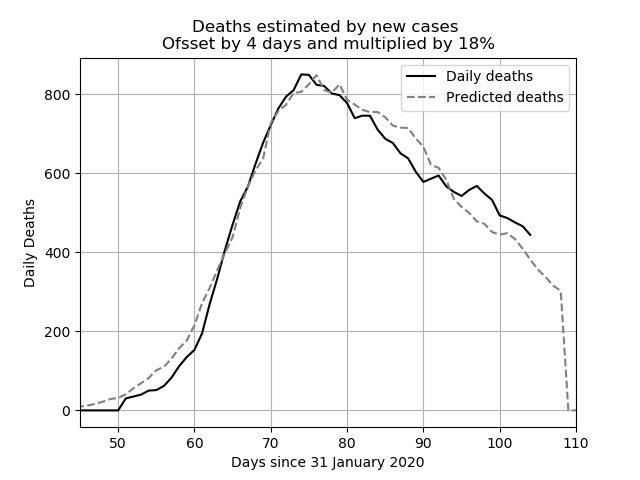 Deaths estimated by new cases
Ofsset by 4 days and multiplied by 18%
Daily deaths
Predicted deaths
800
600
400
200
0
Daily Deaths
50 60 70 80 90 100 110
Days since 31 January 2020